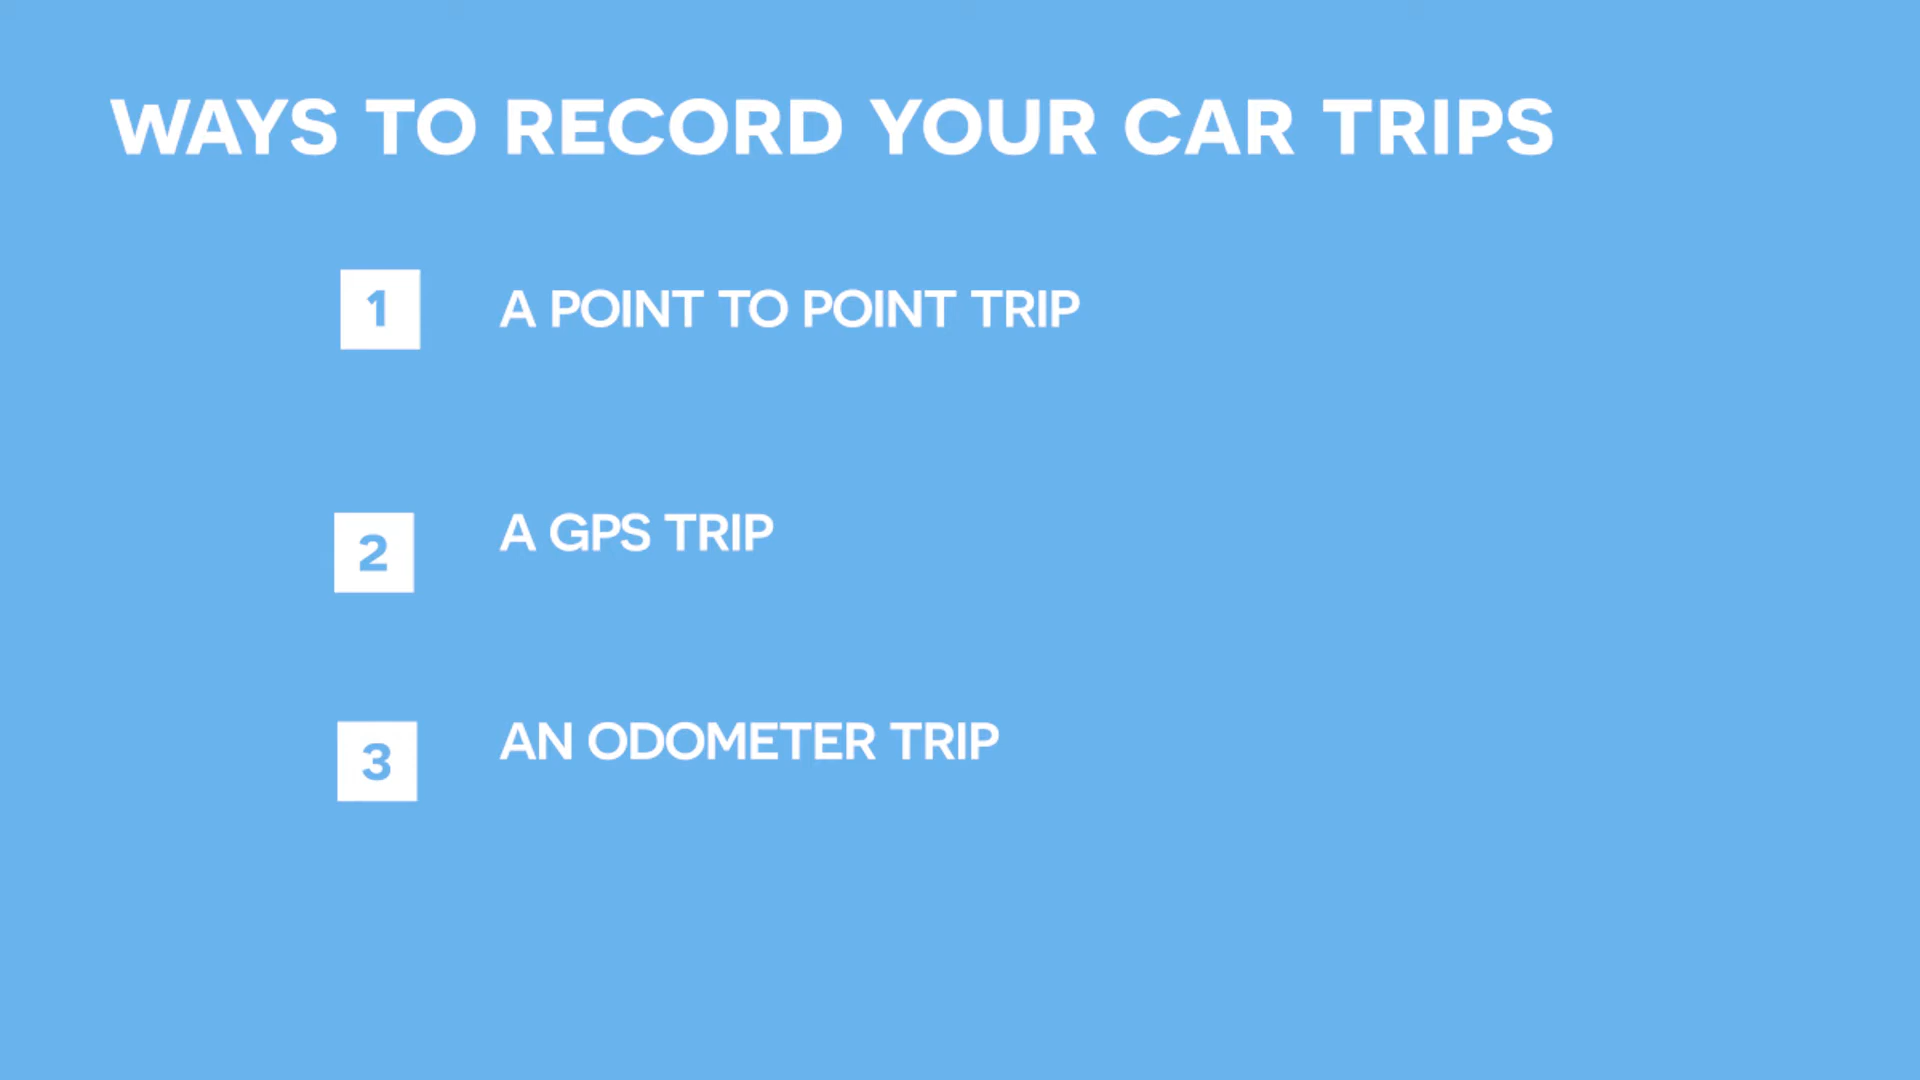 WAYS TO RECORD YOUR CAR TRIPS
1 A POINT TO POINT TRIP
2 A GPS TRIP
3 AN ODOMETER TRIP